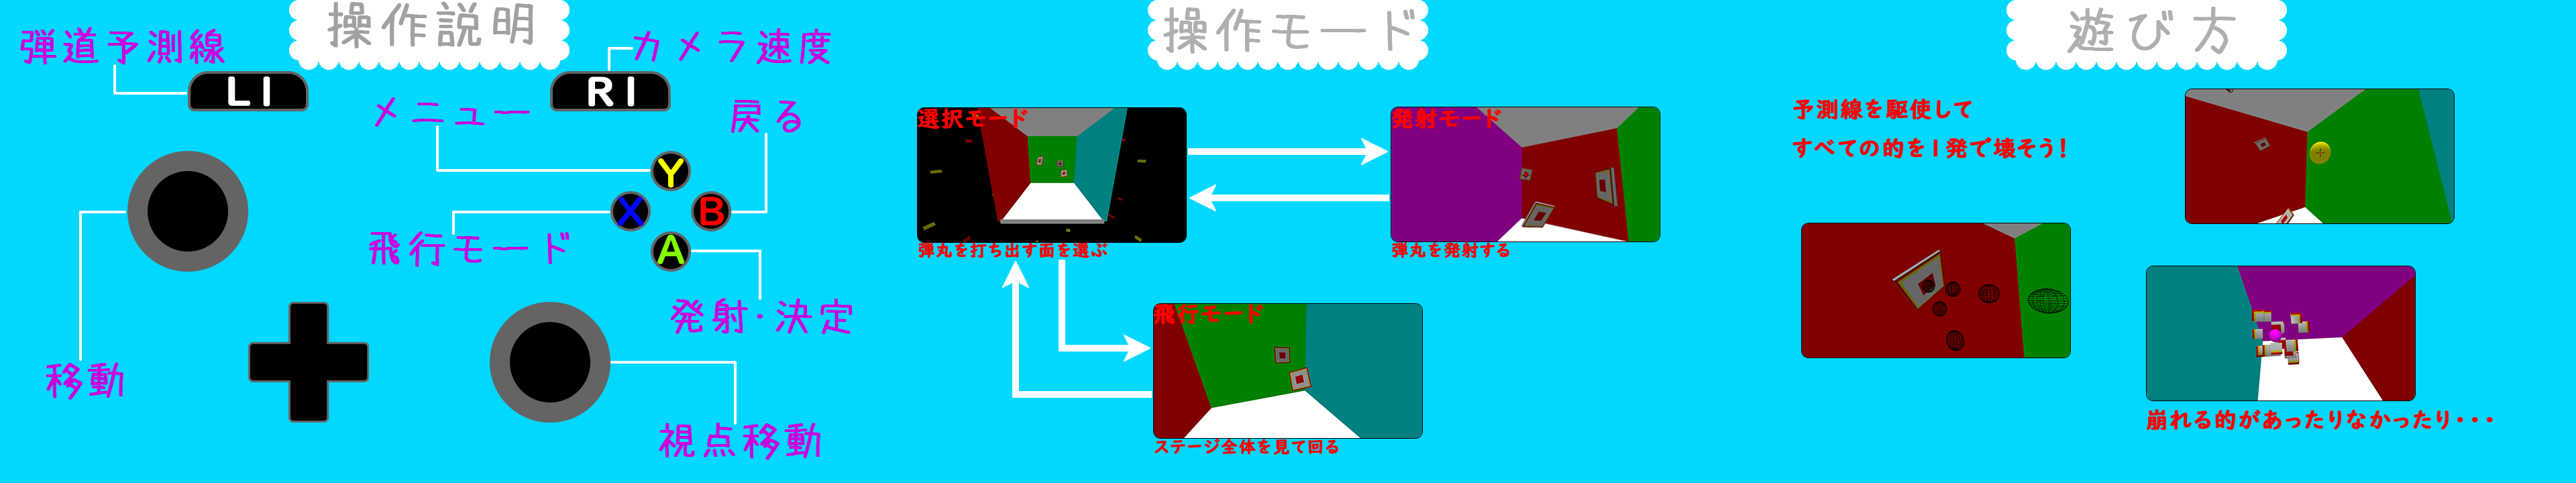 操作説明
弾道予測線
カメラ速度
L1
R1
メニュー
戻る
Y
X
B
A
飛行モード
発射・決定
移動
視点移動
操作モード
選択モード
発射モード
弾丸を打ち出す面を選ぶ
弾丸を発射する
飛行モード
ステージ全体を見て回る
遊び方
予測線を駆使して
すべての的を1発で壊そう!
崩れる的があったりなかったり・・・